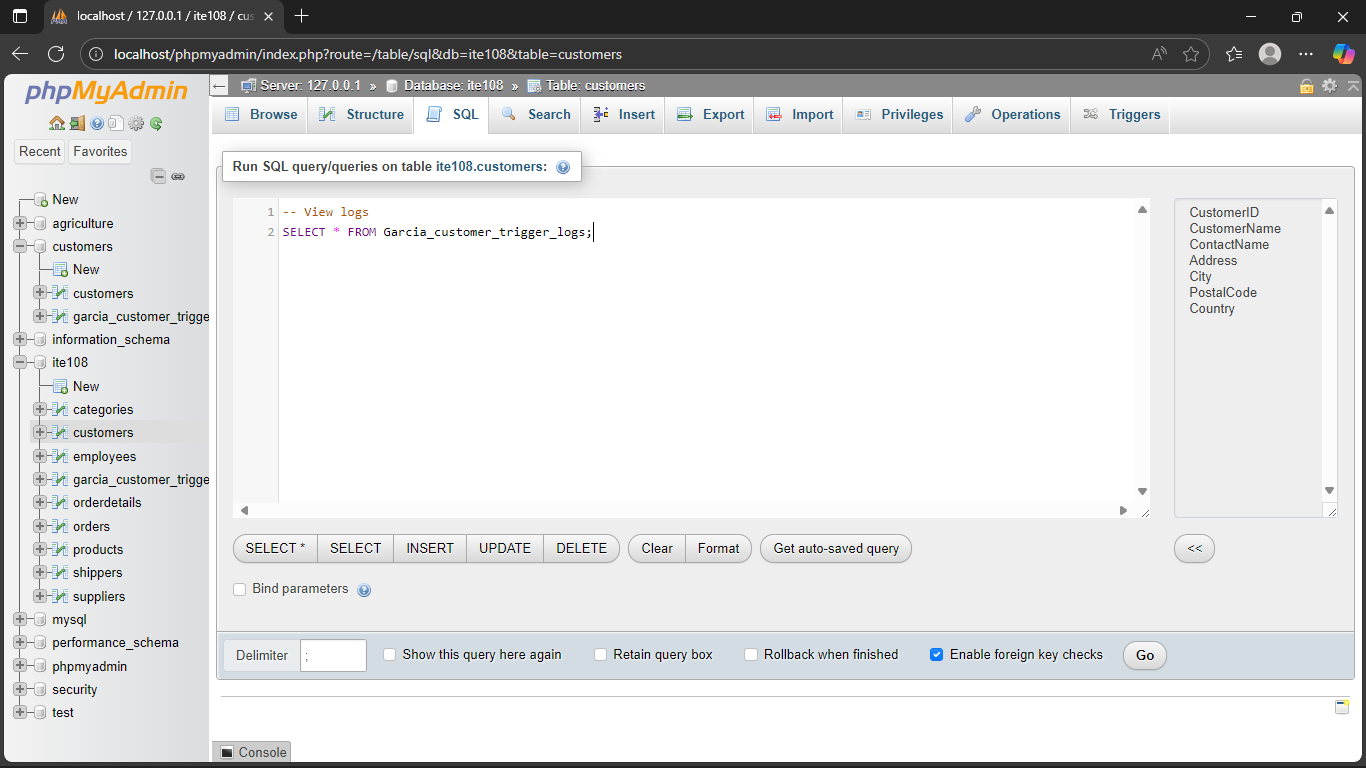 localhost / 127.0.0.1 / ite108 / cus
localhost/phpmyadmin/index.php?route=/table/sql&db=ite108&table=customers
phpMyAdmin
Recent
Favorites
New
agriculture
customers
New
customers
garcia_customer_trigge
information_schema
ite108
New
categories
customers
employees
garcia_customer_trigge
orderdetails
orders
products
shippers
suppliers
mysql
performance_schema
phpmyadmin
security
test
Server: 127.0.0.1 » Database: ite108 » Table: customers
Browse Structure SQL Search Insert Export Import Privileges Operations Triggers
Run SQL query/queries on table ite108.customers:
1 -- View logs
2 SELECT * FROM Garcia_customer_trigger_logs;
CustomerID
CustomerName
ContactName
Address
City
PostalCode
Country
SELECT * SELECT INSERT UPDATE DELETE Clear Format Get auto-saved query <<
Bind parameters
Delimiter ; Show this query here again Retain query box Rollback when finished Enable foreign key checks Go
Console